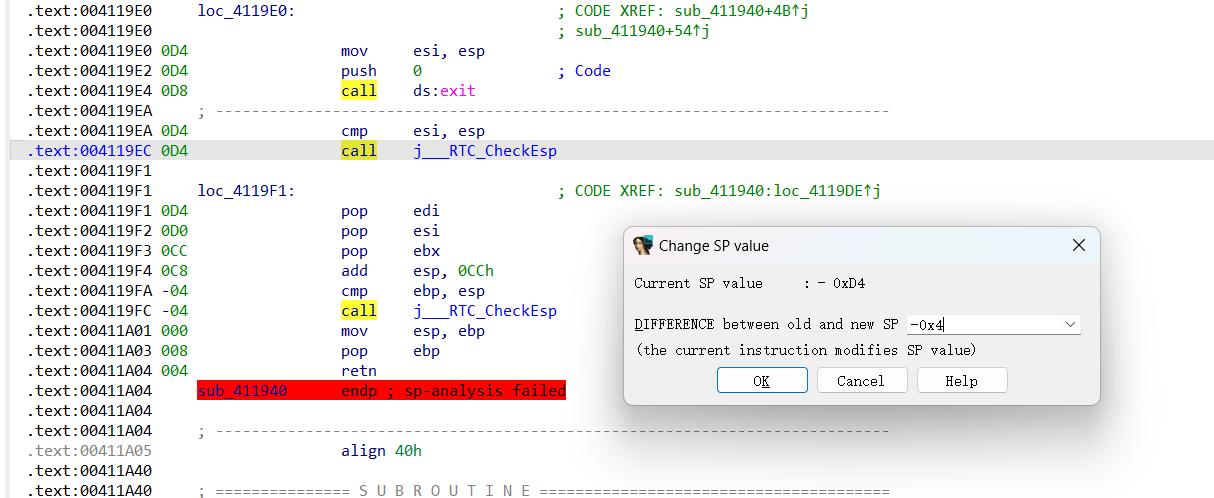 .text:004119E0 loc_4119E0: ; CODE XREF: sub_411940+4B↑j
.text:004119E0 ; sub_411940+54↑j
.text:004119E0 0D4 mov esi, esp
.text:004119E2 0D4 push 0 ; Code
.text:004119E4 0D8 call ds:exit
.text:004119EA ; ---------------------------------------------------------------------------
.text:004119EA 0D4 cmp esi, esp
.text:004119EC 0D4 call j___RTC_CheckEsp
.text:004119F1
.text:004119F1 loc_4119F1: ; CODE XREF: sub_411940:loc_4119DE↑j
.text:004119F1 0D4 pop edi
.text:004119F2 0D0 pop esi
.text:004119F3 0CC pop ebx
.text:004119F4 0C8 add esp, 0CCh
.text:004119FA -04 cmp ebp, esp
.text:004119FC -04 call j___RTC_CheckEsp
.text:00411A01 000 mov esp, ebp
.text:00411A03 008 pop ebp
.text:00411A04 004 retn
.text:00411A04 sub_411940 endp ; sp-analysis failed
.text:00411A04
.text:00411A04 ; ---------------------------------------------------------------------------
.text:00411A05 align 40h
.text:00411A40
.text:00411A40 ; =============== S U B R O U T I N E =======================================
Change SP value
Current SP value : - 0xD4
DIFFERENCE between old and new SP -0x4
(the current instruction modifies SP value)
OK Cancel Help